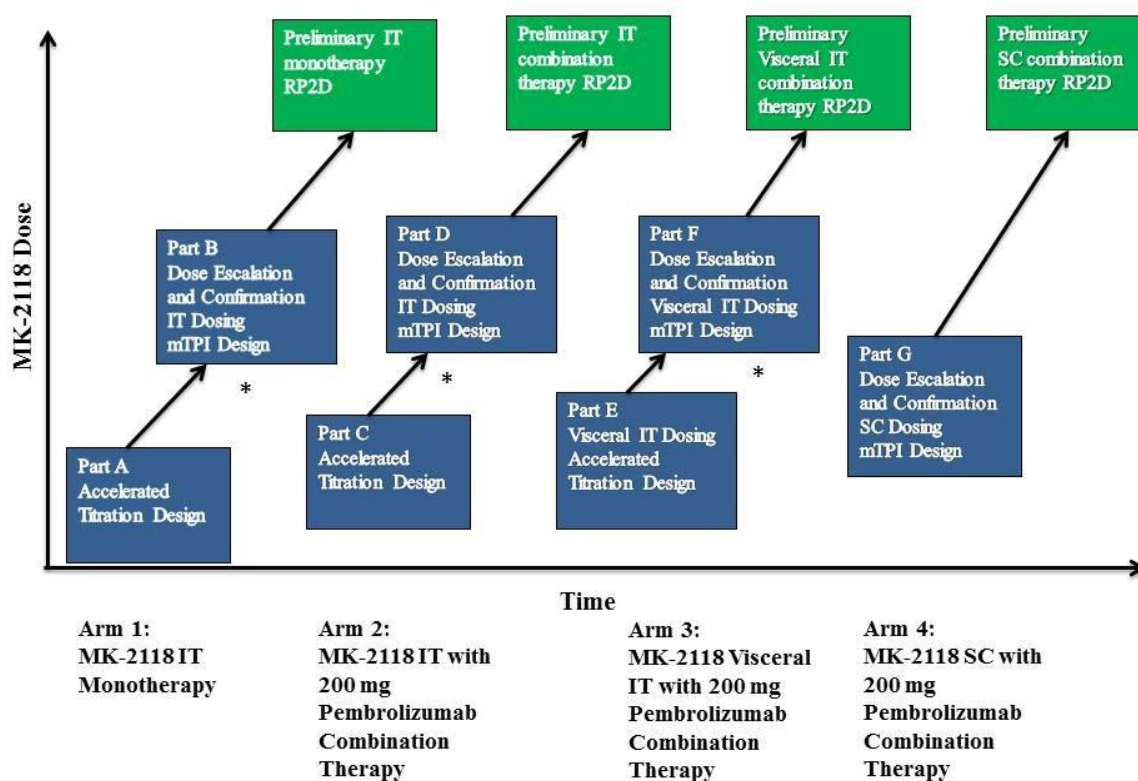 Preliminary IT
monotherapy
RP2D
Preliminary IT
combination
therapy RP2D
Preliminary
Visceral IT
combination
therapy RP2D
Preliminary
SC combination
therapy RP2D
MK-2118 Dose
Part B
Dose Escalation
and Confirmation
IT Dosing
mTPI Design
*
Part D
Dose Escalation
and Confirmation
IT Dosing
mTPI Design
*
Part F
Dose Escalation
and Confirmation
Visceral IT Dosing
mTPI Design
*
Part G
Dose Escalation
and Confirmation
SC Dosing
mTPI Design
Part A
Accelerated
Titration Design
Part C
Accelerated
Titration Design
Part E
Visceral IT Dosing
Accelerated
Titration Design
Time
Arm 1:
MK-2118 IT
Monotherapy
Arm 2:
MK-2118 IT with
200 mg
Pembrolizumab
Combination
Therapy
Arm 3:
MK-2118 Visceral
IT with 200 mg
Pembrolizumab
Combination
Therapy
Arm 4:
MK-2118 SC with
200 mg
Pembrolizumab
Combination
Therapy